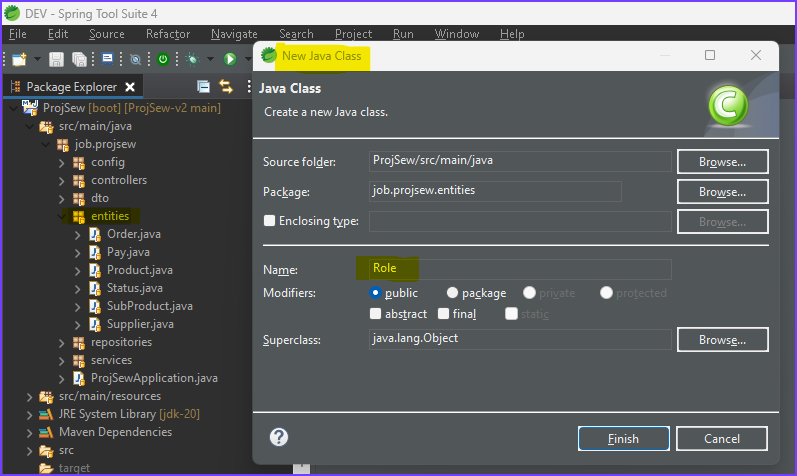 DEV - Spring Tool Suite 4
File Edit Source Refactor Navigate Search Project Run Window Help
New Java Class
Package Explorer
Java Class
Create a new Java class.
ProjSew [boot] [ProjSew-v2 main]
src/main/java
job.projsew
config
controllers
dto
entities
Order.java
Pay.java
Product.java
Status.java
SubProduct.java
Supplier.java
repositories
services
ProjSewApplication.java
src/main/resources
JRE System Library [jdk-20]
Maven Dependencies
src
target
Source folder: ProjSew/src/main/java Browse...
Package: job.projsew.entities Browse...
Enclosing type: Browse...
Name: Role
Modifiers: public package private protected
abstract final static
Superclass: java.lang.Object Browse...
Finish Cancel